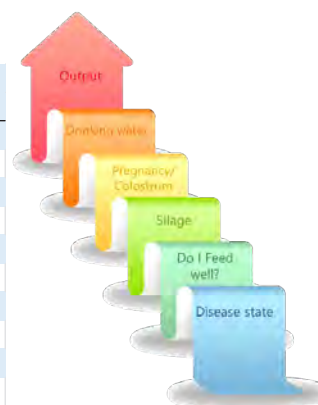 Output
Drinking water
Pregnancy/
Colostrum
Silage
Do I Feed
well?
Disease state